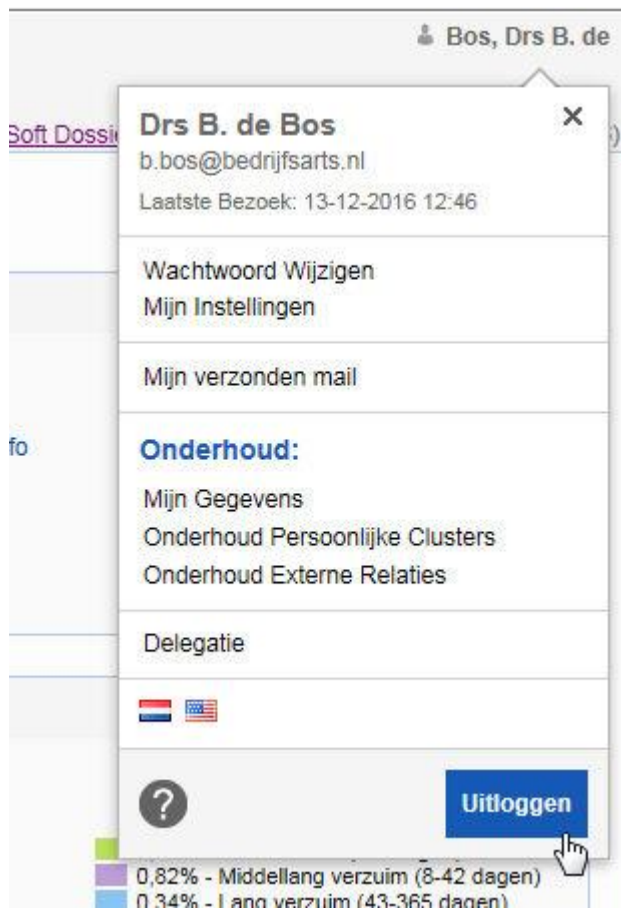 Bos, Drs B. de
Soft Dossie
Drs B. de Bos
b.bos@bedrijfsarts.nl
Laatste Bezoek: 13-12-2016 12:46
Wachtwoord Wijzigen
Mijn Instellingen
Mijn verzonden mail
fo
Onderhoud:
Mijn Gegevens
Onderhoud Persoonlijke Clusters
Onderhoud Externe Relaties
Delegatie
Uitloggen
0,82% - Middellang verzuim (8-42 dagen)
0,34% - Lang verzuim (43-365 dagen)